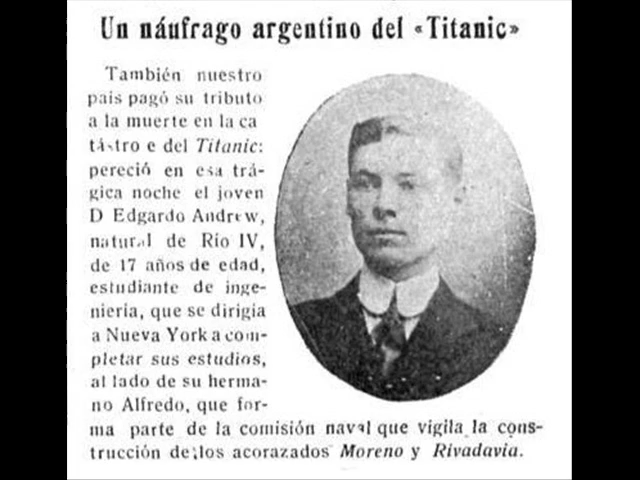 Un náufrago argentino del «Titanic»
También nuestro
país pagó su tributo
a la muerte en la ca
tástro e del Titanic:
pereció en esa trá-
gica noche el joven
D Edgardo Andrew,
natural de Río IV,
de 17 años de edad,
estudiante de inge-
niería, que se dirigia
a Nueva York a com-
pletar sus estudios,
al lado de su herma-
no Alfredo, que for-
ma parte de la comisión naval que vigila la cons-
trucción de los acorazados Moreno y Rivadavia.